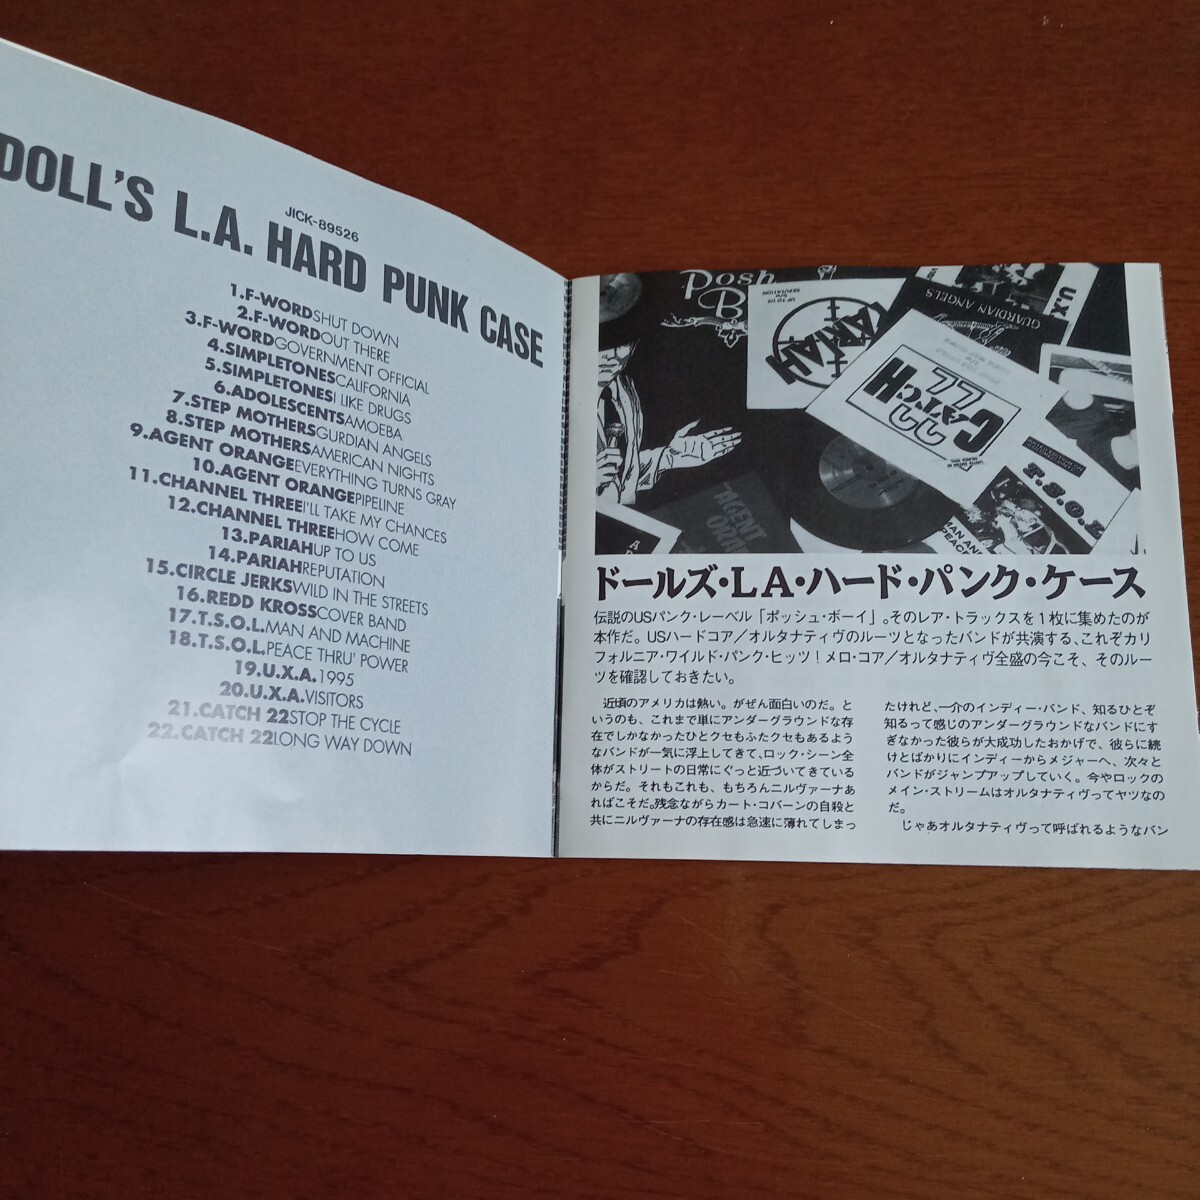 DOLL'S L.A. HARD PUNK CASE
JICK-89526
1.F-WORD SHUT DOWN
2.F-WORD OUT THERE
3.F-WORD GOVERNMENT OFFICIAL
4.SIMPLETONES CALIFORNIA
5.SIMPLETONES I LIKE DRUGS
6.ADOLESCENTS AMOEBA
7.STEP MOTHERS GURDIAN ANGELS
8.STEP MOTHERS AMERICAN NIGHTS
9.AGENT ORANGE EVERYTHING TURNS GRAY
10.AGENT ORANGE PIPELINE
11.CHANNEL THREE I'LL TAKE MY CHANCES
12.CHANNEL THREE HOW COME
13.PARIAH UP TO US
14.PARIAH REPUTATION
15.CIRCLE JERKS WILD IN THE STREETS
16.REDD KROSS COVER BAND
17.T.S.O.L. MAN AND MACHINE
18.T.S.O.L. PEACE THRU' POWER
19.U.X.A. 1995
20.U.X.A. VISITORS
21.CATCH 22 STOP THE CYCLE
22.CATCH 22 LONG WAY DOWN
Posh
UP TO US
REPUTATION
PARIAH
GUARDIAN ANGELS
U.X.
CATCH
22
T.S.O.L
MAN AN
PEAC
AGENT
ドールズ・LA・ハード・パンク・ケース
伝説のUSパンク・レーベル「ポッシュ・ボーイ」。そのレア・トラックスを1枚に集めたのが
本作だ。USハードコア／オルタナティヴのルーツとなったバンドが共演する、これぞカリ
フォルニア・ワイルド・パンク・ヒッツ！メロ・コア／オルタナティヴ全盛の今こそ、そのルー
ツを確認しておきたい。
近頃のアメリカは熱い。がぜん面白いのだ。と
いうのも、これまで単にアンダーグラウンドな存
在でしかなかったひとクセもふたクセもあるよう
なバンドが一気に浮上してきて、ロック・シーン全
体がストリートの日常にぐっと近づいてきている
からだ。それもこれも、もちろんニルヴァーナあ
ればこそだ。残念ながらカート・コバーンの自殺と
共にニルヴァーナの存在感は急速に薄れてしまっ
たけれど、一介のインディー・バンド、知るひとぞ
知るって感じのアンダーグラウンドなバンドにす
ぎなかった彼らが大成功したおかげで、彼らに続
けとばかりにインディーからメジャーへ、次々と
バンドがジャンプアップしていく。今やロックの
メイン・ストリームはオルタナティヴってヤツなの
だ。
じゃあオルタナティヴって呼ばれるようなバン